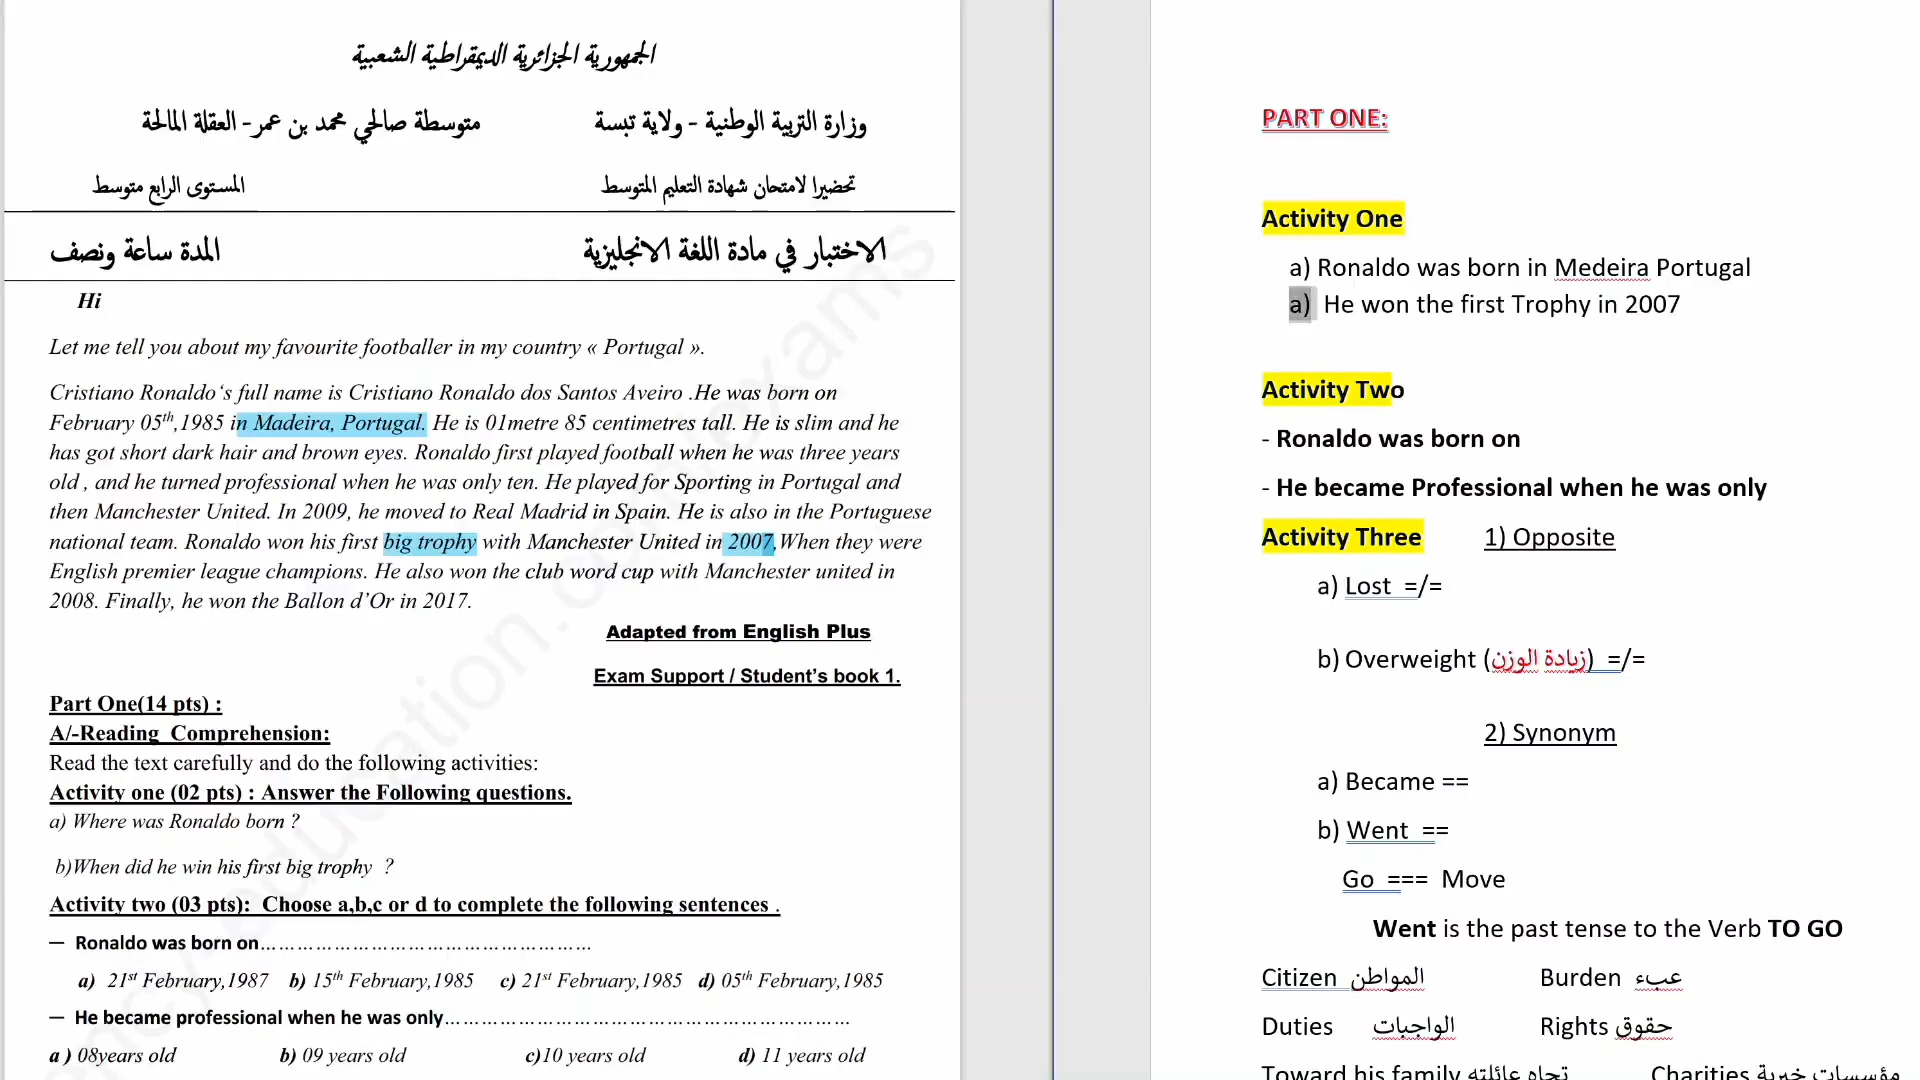 الجمهورية الجزائرية الديمقراطية الشعبية
وزارة التربية الوطنية - ولاية تبسة
متوسطة صالحي محمد بن عمر- العقلة المالحة
تحضيرا لامتحان شهادة التعليم المتوسط
المستوى الرابع متوسط
الاختبار في مادة اللغة الانجليزية
المدة ساعة ونصف
Hi
Let me tell you about my favourite footballer in my country « Portugal ».
Cristiano Ronaldo‘s full name is Cristiano Ronaldo dos Santos Aveiro .He was born on
February 05th,1985 in Madeira, Portugal. He is 01metre 85 centimetres tall. He is slim and he
has got short dark hair and brown eyes. Ronaldo first played football when he was three years
old , and he turned professional when he was only ten. He played for Sporting in Portugal and
then Manchester United. In 2009, he moved to Real Madrid in Spain. He is also in the Portuguese
national team. Ronaldo won his first big trophy with Manchester United in 2007,When they were
English premier league champions. He also won the club word cup with Manchester united in
2008. Finally, he won the Ballon d’Or in 2017.
Adapted from English Plus
Exam Support / Student’s book 1.
Part One(14 pts) :
A/-Reading Comprehension:
Read the text carefully and do the following activities:
Activity one (02 pts) : Answer the Following questions.
a) Where was Ronaldo born ?
b)When did he win his first big trophy ?
Activity two (03 pts): Choose a,b,c or d to complete the following sentences .
— Ronaldo was born on………………………………………………
a) 21st February,1987 b) 15th February,1985 c) 21st February,1985 d) 05th February,1985
— He became professional when he was only…………………………………………………………
a ) 08years old b) 09 years old c)10 years old d) 11 years old
PART ONE:
Activity One
a) Ronaldo was born in Medeira Portugal
a) He won the first Trophy in 2007
Activity Two
- Ronaldo was born on
- He became Professional when he was only
Activity Three 1) Opposite
a) Lost =/=
b) Overweight (زيادة الوزن) =/=
2) Synonym
a) Became ==
b) Went ==
Go === Move
Went is the past tense to the Verb TO GO
Citizen المواطن Burden عبء
Duties الواجبات Rights حقوق
Toward his family تجاه عائلته Charities مؤسسات خيرية